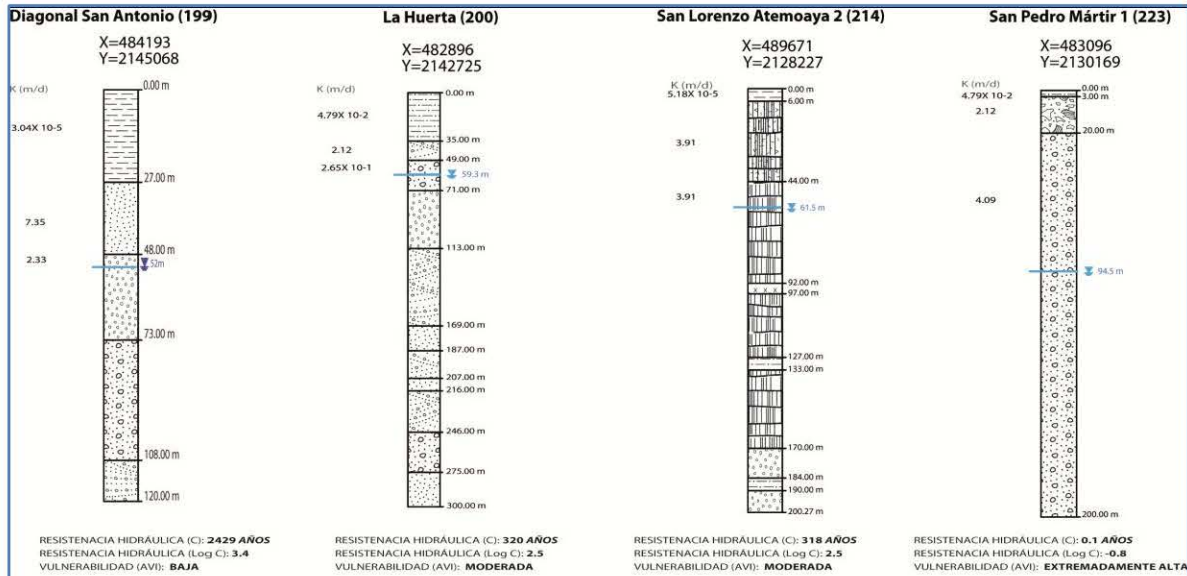 Diagonal San Antonio (199)
X=484193
Y=2145068
K (m/d)
0.00 m
3.04X 10-5
27.00 m
7.35
48.00 m
2.33
52m
73.00 m
108.00 m
120.00 m
RESISTENACIA HIDRÁULICA (C): 2429 AÑOS
RESISTENACIA HIDRÁULICA (Log C): 3.4
VULNERABILIDAD (AVI): BAJA
La Huerta (200)
X=482896
Y=2142725
K (m/d)
0.00 m
4.79X 10-2
35.00 m
2.12
49.00 m
2.65X 10-1
59.3 m
71.00 m
113.00 m
169.00 m
187.00 m
207.00 m
216.00 m
246.00 m
275.00 m
300.00 m
RESISTENACIA HIDRÁULICA (C): 320 AÑOS
RESISTENACIA HIDRÁULICA (Log C): 2.5
VULNERABILIDAD (AVI): MODERADA
San Lorenzo Atemoaya 2 (214)
X=489671
Y=2128227
K (m/d)
0.00 m
5.18X 10-5
6.00 m
3.91
44.00 m
3.91
61.5 m
92.00 m
97.00 m
127.00 m
133.00 m
170.00 m
184.00 m
190.00 m
200.27 m
RESISTENACIA HIDRÁULICA (C): 318 AÑOS
RESISTENACIA HIDRÁULICA (Log C): 2.5
VULNERABILIDAD (AVI): MODERADA
San Pedro Mártir 1 (223)
X=483096
Y=2130169
K (m/d)
0.00 m
4.79X 10-2
3.00 m
2.12
20.00 m
4.09
94.5 m
200.00 m
RESISTENACIA HIDRÁULICA (C): 0.1 AÑOS
RESISTENACIA HIDRÁULICA (Log C): -0.8
VULNERABILIDAD (AVI): EXTREMADAMENTE ALTA